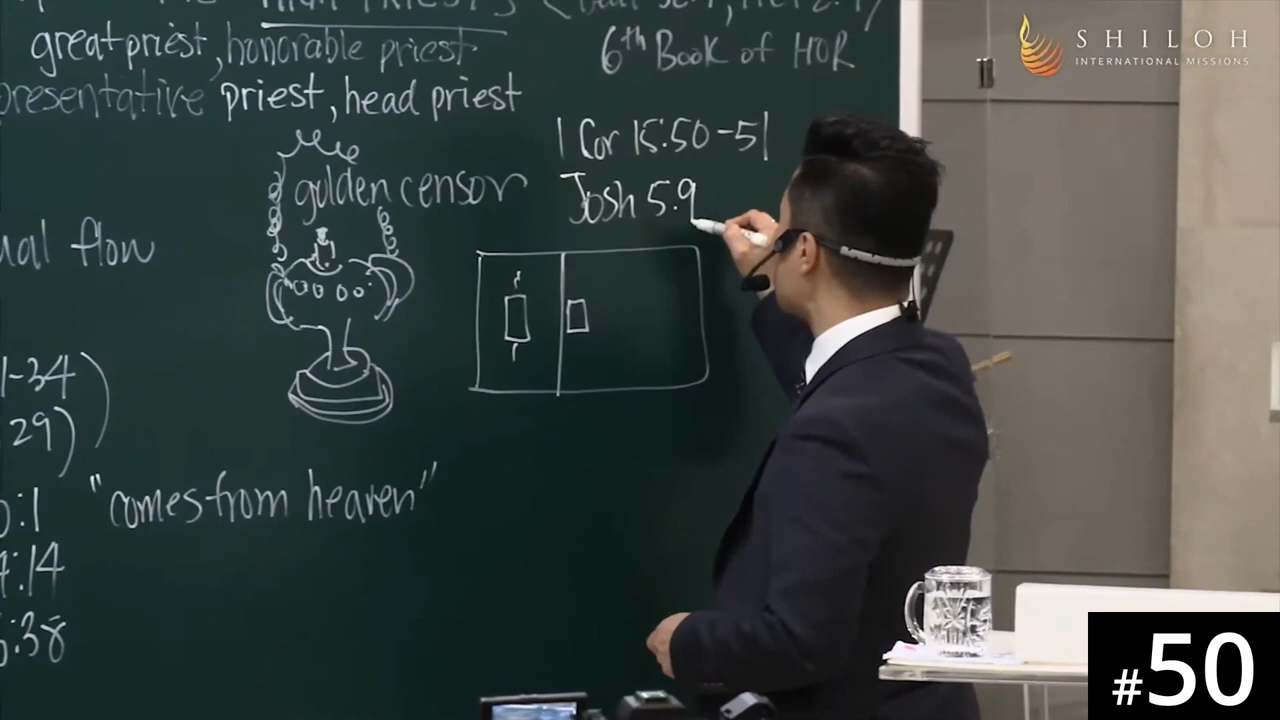 HIGH PRIESTS
great priest, honorable priest
presentative priest, head priest
6th Book of HOR
SHILOH
INTERNATIONAL MISSIONS
1 Cor 15:50-51
Josh 5:9
golden censor
ual flow
1-34)
29)
:1 "comes from heaven"
4:14
:38
#50